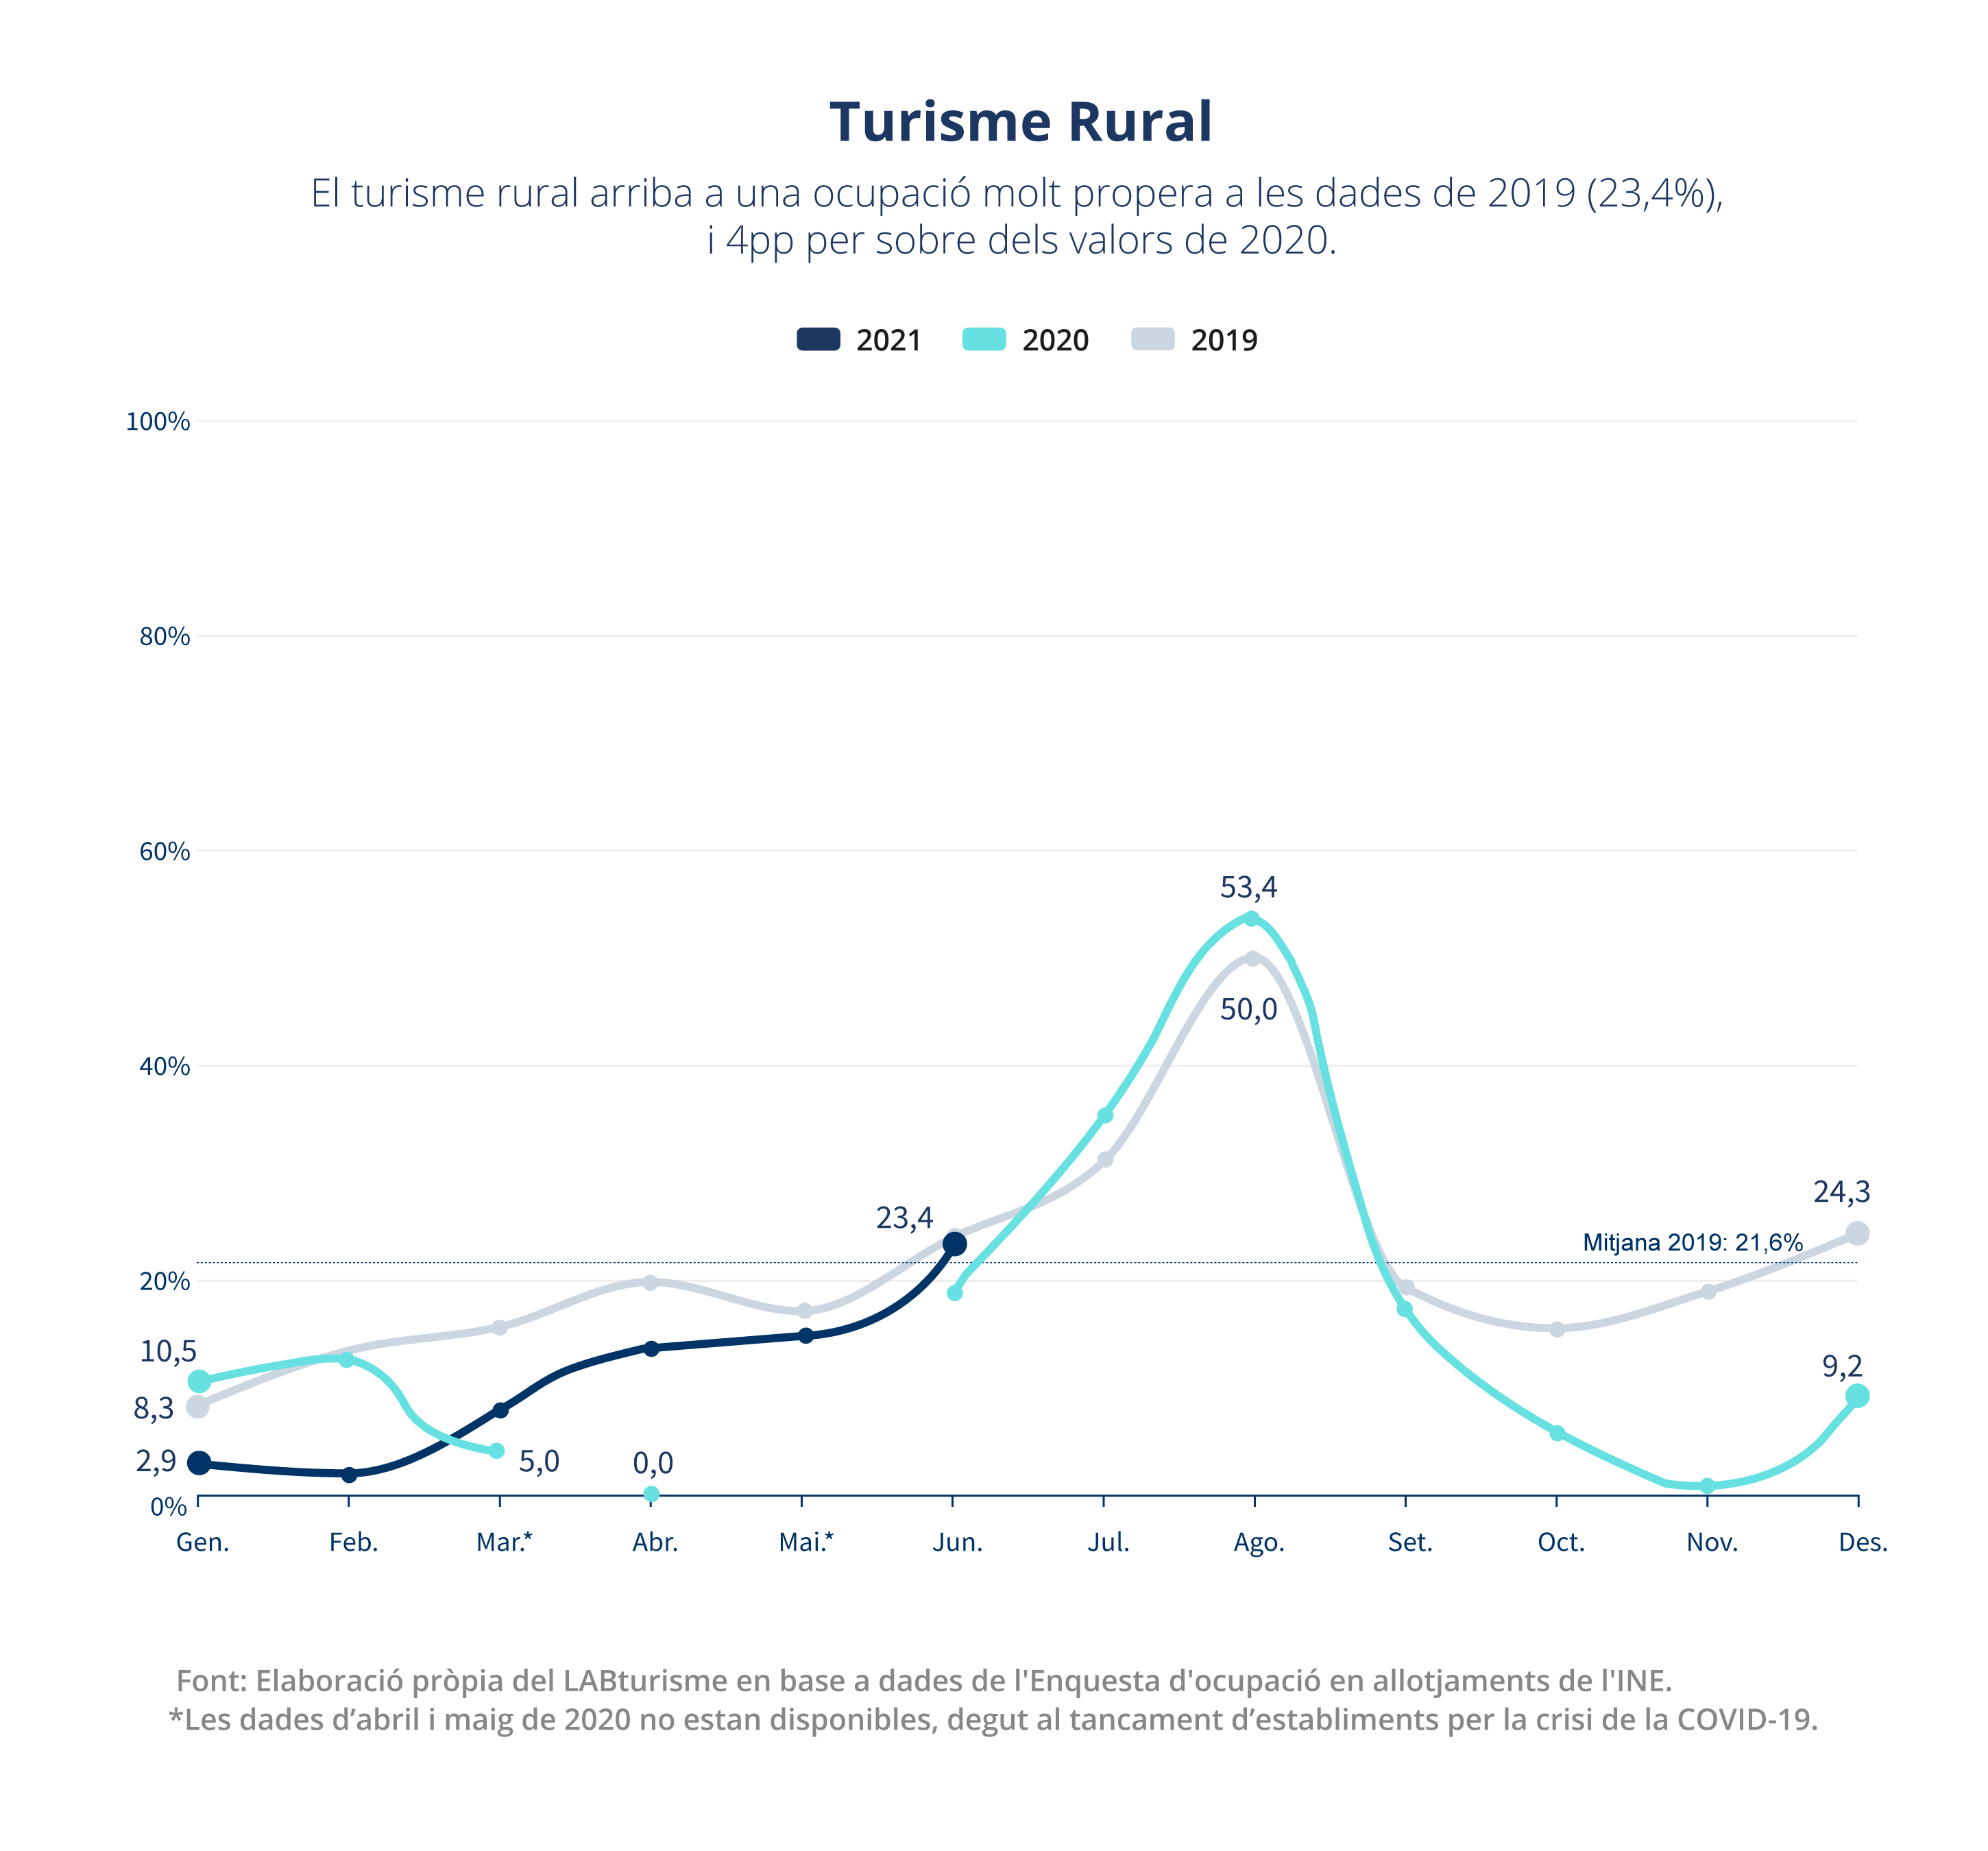 Turisme Rural
El turisme rural arriba a una ocupació molt propera a les dades de 2019 (23,4%),
i 4pp per sobre dels valors de 2020.
2021 2020 2019
100%
80%
60%
53,4
50,0
40%
24,3
23,4
Mitjana 2019: 21,6%
20%
10,5
9,2
8,3
2,9 5,0 0,0
0%
Gen. Feb. Mar.* Abr. Mai.* Jun. Jul. Ago. Set. Oct. Nov. Des.
Font: Elaboració pròpia del LABturisme en base a dades de l'Enquesta d'ocupació en allotjaments de l'INE.
*Les dades d’abril i maig de 2020 no estan disponibles, degut al tancament d’establiments per la crisi de la COVID-19.